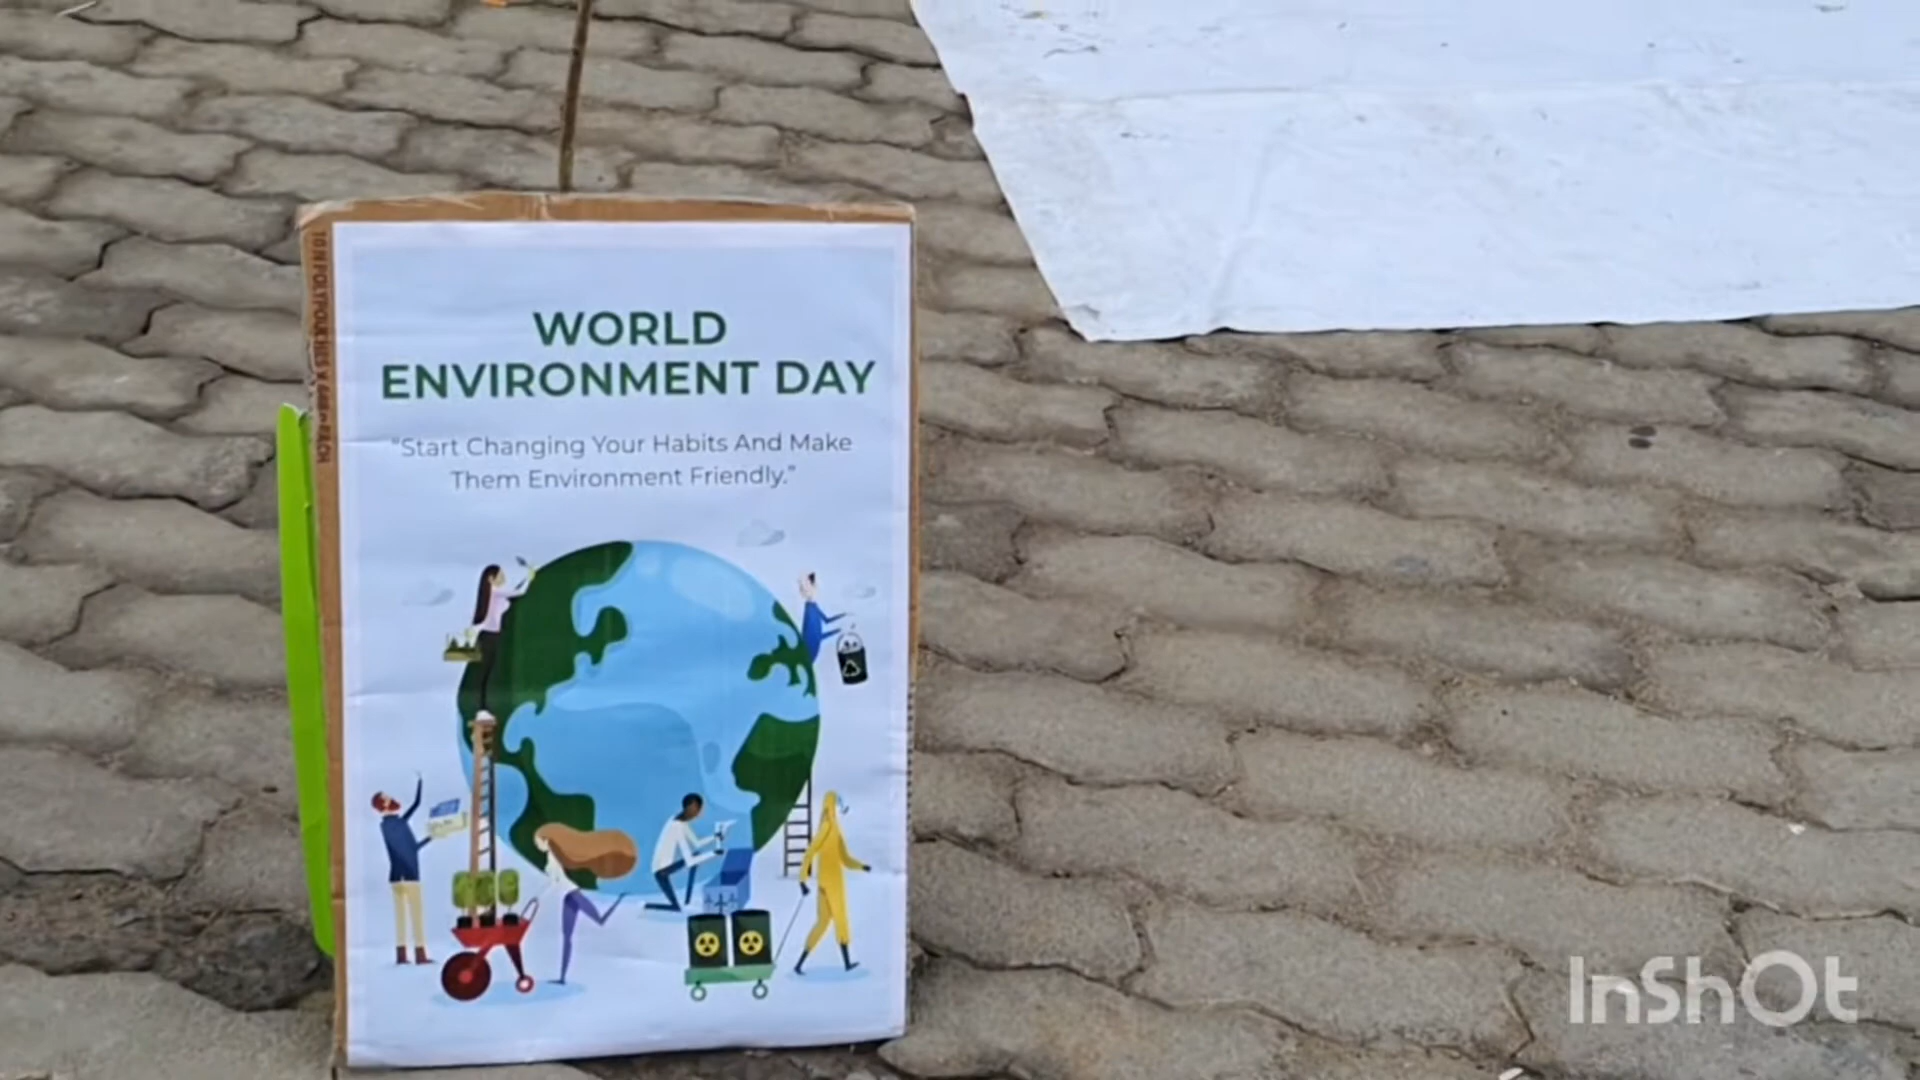 WORLD
ENVIRONMENT DAY
"Start Changing Your Habits And Make
Them Environment Friendly."
InShOt